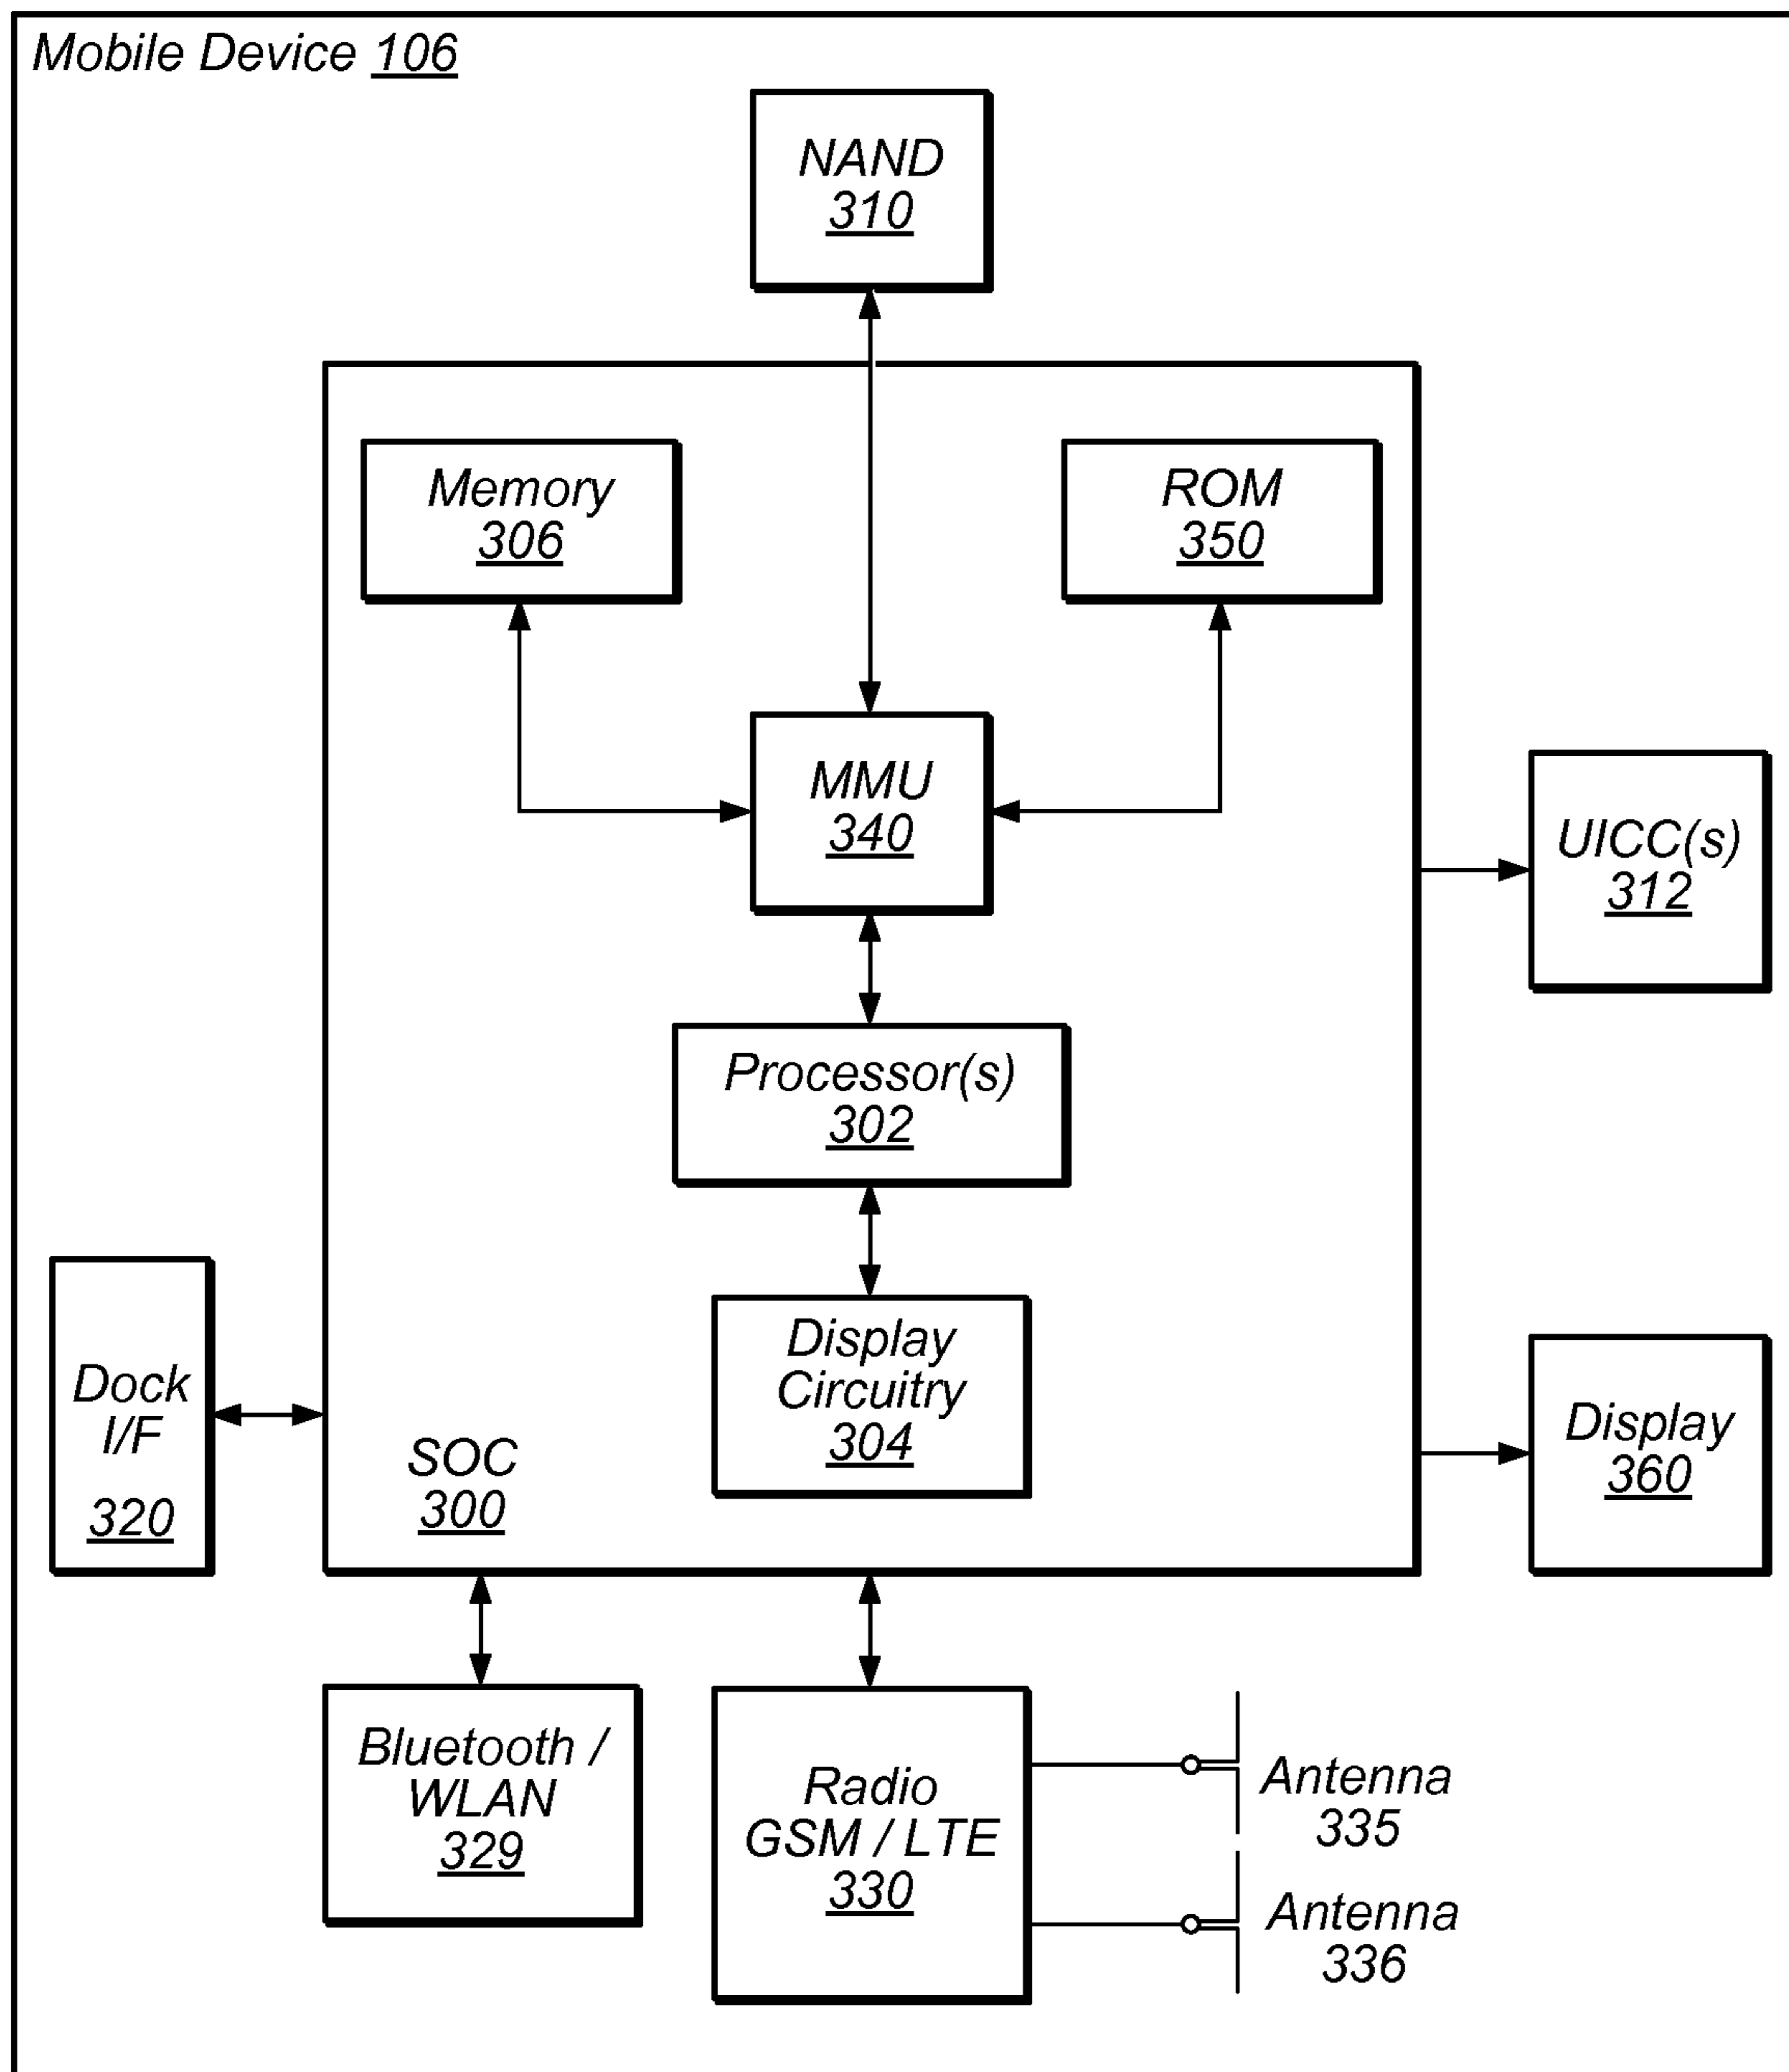 Mobile Device 106
NAND
310
Memory
306
ROM
350
MMU
340
UICC(s)
312
Processor(s)
302
Display
Circuitry
304
Dock
I/F
320
SOC
300
Display
360
Bluetooth /
WLAN
329
Radio
GSM / LTE
330
Antenna
335
Antenna
336